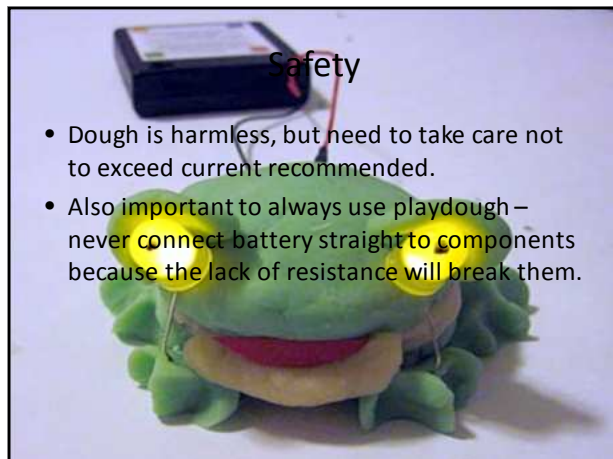 Safety
• Dough is harmless, but need to take care not
to exceed current recommended.
• Also important to always use playdough –
never connect battery straight to components
because the lack of resistance will break them.